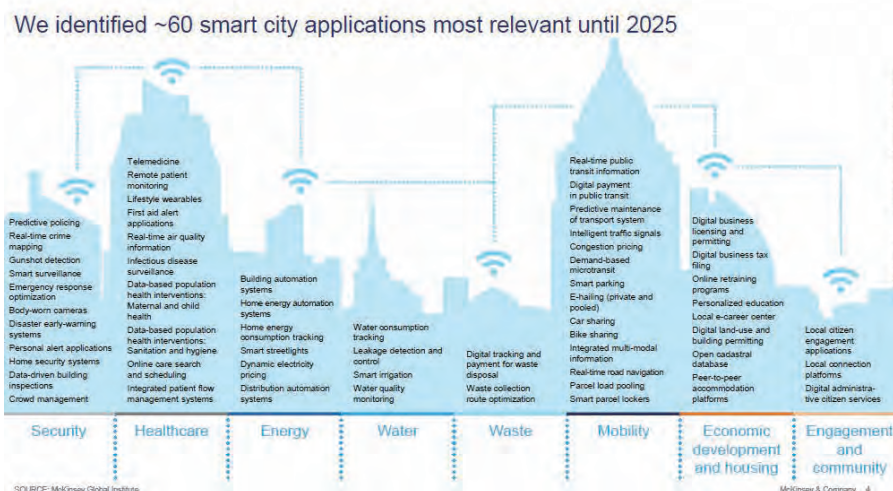 We identified ~60 smart city applications most relevant until 2025
Predictive policing
Real-time crime
mapping
Gunshot detection
Smart surveillance
Emergency response
optimization
Body-worn cameras
Disaster early-warning
systems
Personal alert applications
Home security systems
Data-driven building
inspections
Crowd management
Security
Telemedicine
Remote patient
monitoring
Lifestyle wearables
First aid alert
applications
Real-time air quality
information
Infectious disease
surveillance
Data-based population
health interventions:
Maternal and child
health
Data-based population
health interventions:
Sanitation and hygiene
Online care search
and scheduling
Integrated patient flow
management systems
Healthcare
Building automation
systems
Home energy automation
systems
Home energy
consumption tracking
Smart streetlights
Dynamic electricity
pricing
Distribution automation
systems
Energy
Water consumption
tracking
Leakage detection and
control
Smart irrigation
Water quality
monitoring
Water
Digital tracking and
payment for waste
disposal
Waste collection
route optimization
Waste
Real-time public
transit information
Digital payment
in public transit
Predictive maintenance
of transport system
Intelligent traffic signals
Congestion pricing
Demand-based
microtransit
Smart parking
E-hailing (private and
pooled)
Car sharing
Bike sharing
Integrated multi-modal
information
Real-time road navigation
Parcel load pooling
Smart parcel lockers
Mobility
Digital business
licensing and
permitting
Digital business tax
filing
Online retraining
programs
Personalized education
Local e-career center
Digital land-use and
building permitting
Open cadastral
database
Peer-to-peer
accommodation
platforms
Economic
development
and housing
Local citizen
engagement
applications
Local connection
platforms
Digital administra-
tive citizen services
Engagement
and
community
SOURCE: McKinsey Global Institute
McKinsey & Company 4